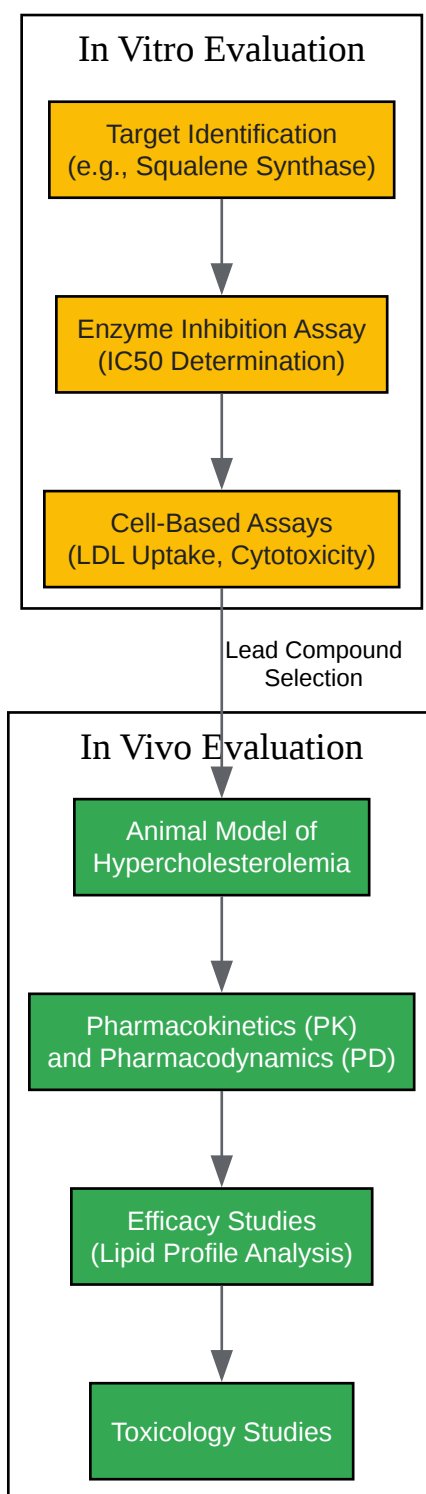 In Vitro Evaluation
Target Identification
(e.g., Squalene Synthase)
Enzyme Inhibition Assay
(IC50 Determination)
Cell-Based Assays
(LDL Uptake, Cytotoxicity)
Lead Compound
Selection
In Vivo Evaluation
Animal Model of
Hypercholesterolemia
Pharmacokinetics (PK)
and Pharmacodynamics (PD)
Efficacy Studies
(Lipid Profile Analysis)
Toxicology Studies